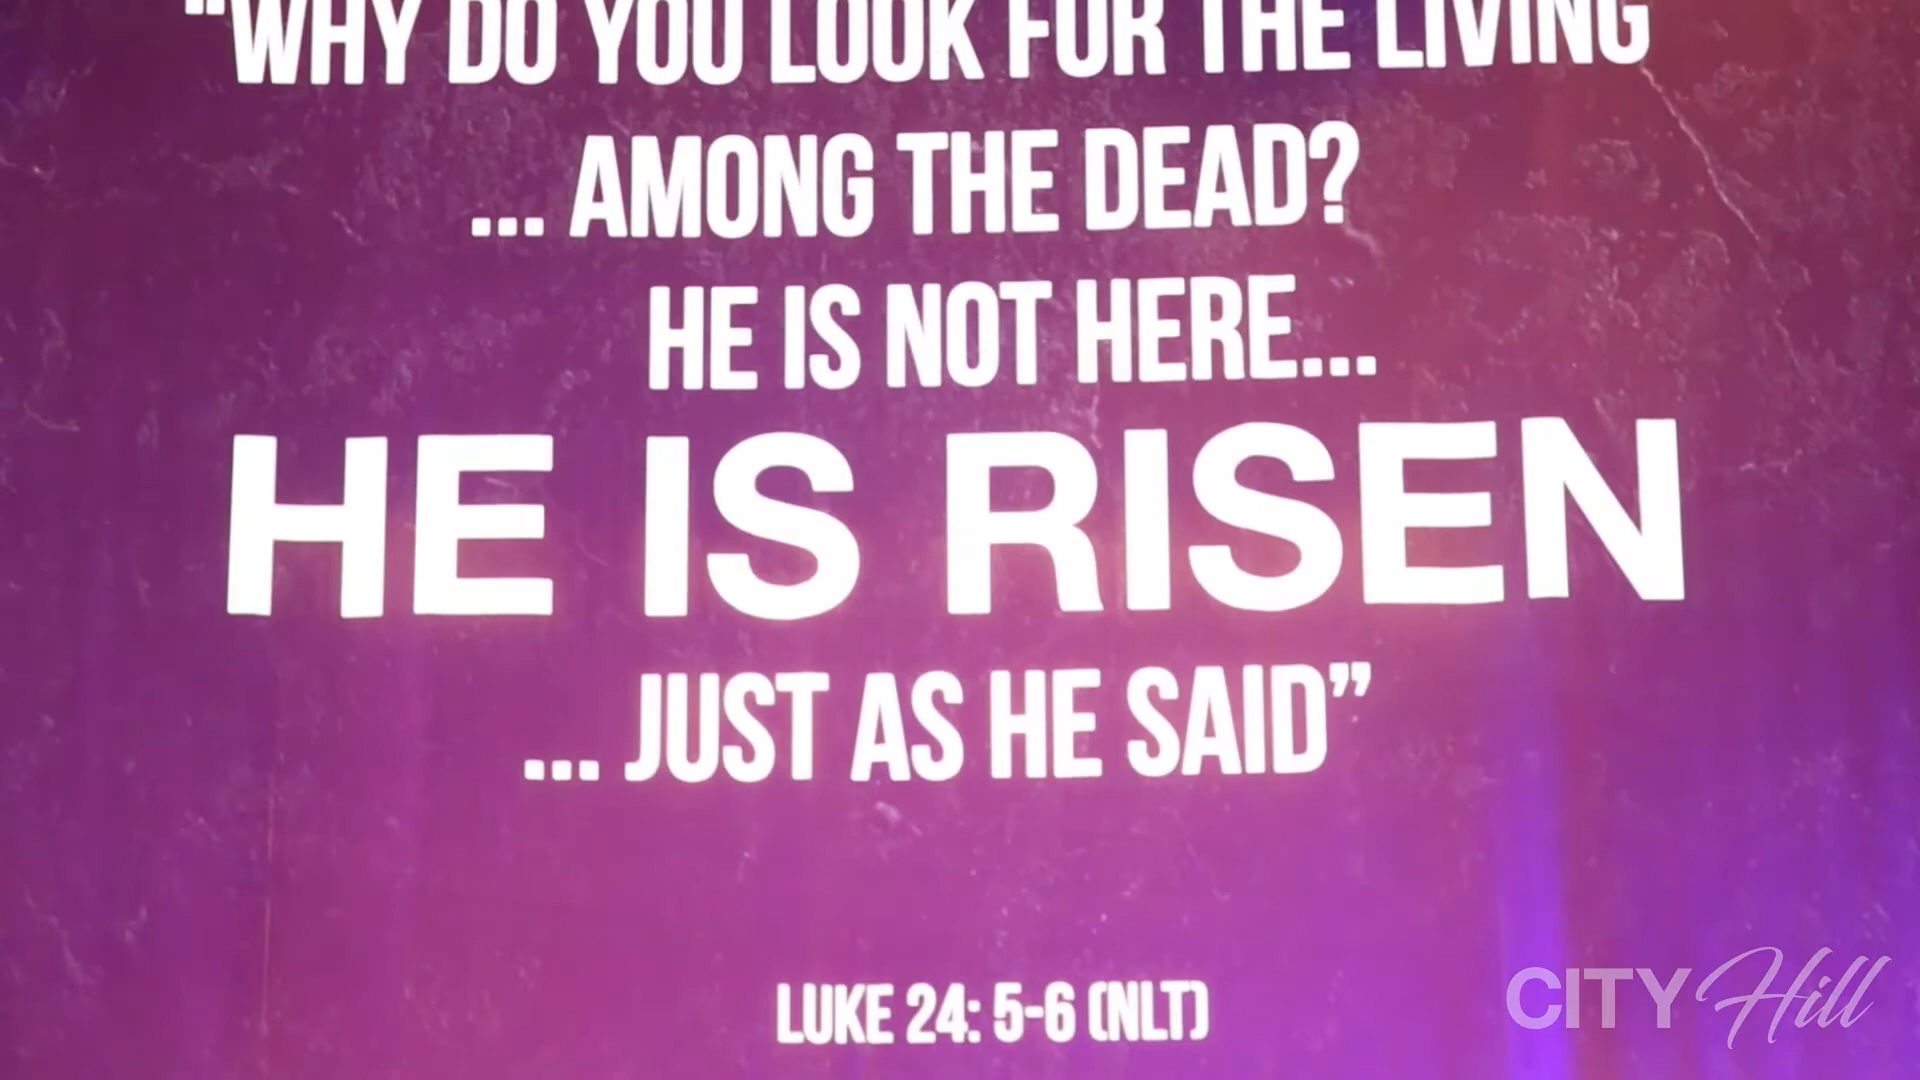 “WHY DO YOU LOOK FOR THE LIVING
... AMONG THE DEAD?
HE IS NOT HERE...
HE IS RISEN
... JUST AS HE SAID”
LUKE 24: 5-6 (NLT)
CITY Hill